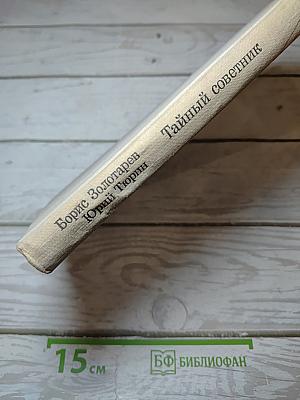 Борис Золотарев
Юрий Тюрин
Тайный советник
15 см
БФ БИБЛИОФАН